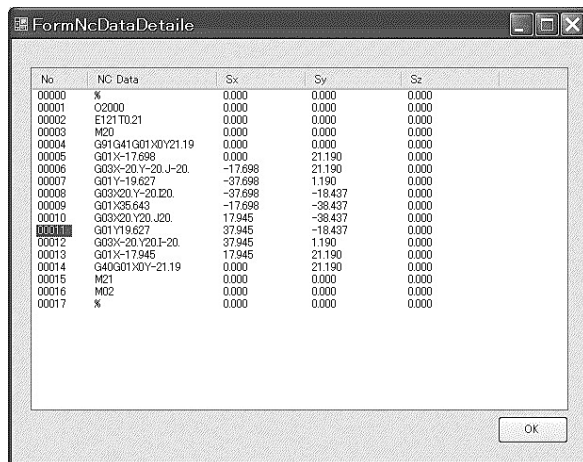 FormNcDataDetaile
No NC Data Sx Sy Sz
00000 % 0.000 0.000 0.000
00001 O2000 0.000 0.000 0.000
00002 E121T0.21 0.000 0.000 0.000
00003 M20 0.000 0.000 0.000
00004 G91G41G01X0Y21.19 0.000 0.000 0.000
00005 G01X-17.698 0.000 21.190 0.000
00006 G03X-20.Y-20.J-20. -17.698 21.190 0.000
00007 G01Y-19.627 -37.698 1.190 0.000
00008 G03X20.Y-20.I20. -37.698 -18.437 0.000
00009 G01X35.643 -17.698 -38.437 0.000
00010 G03X20.Y20.J20. 17.945 -38.437 0.000
00011 G01Y19.627 37.945 -18.437 0.000
00012 G03X-20.Y20.I-20. 37.945 1.190 0.000
00013 G01X-17.945 17.945 21.190 0.000
00014 G40G01X0Y-21.19 0.000 21.190 0.000
00015 M21 0.000 0.000 0.000
00016 M02 0.000 0.000 0.000
00017 % 0.000 0.000 0.000
OK